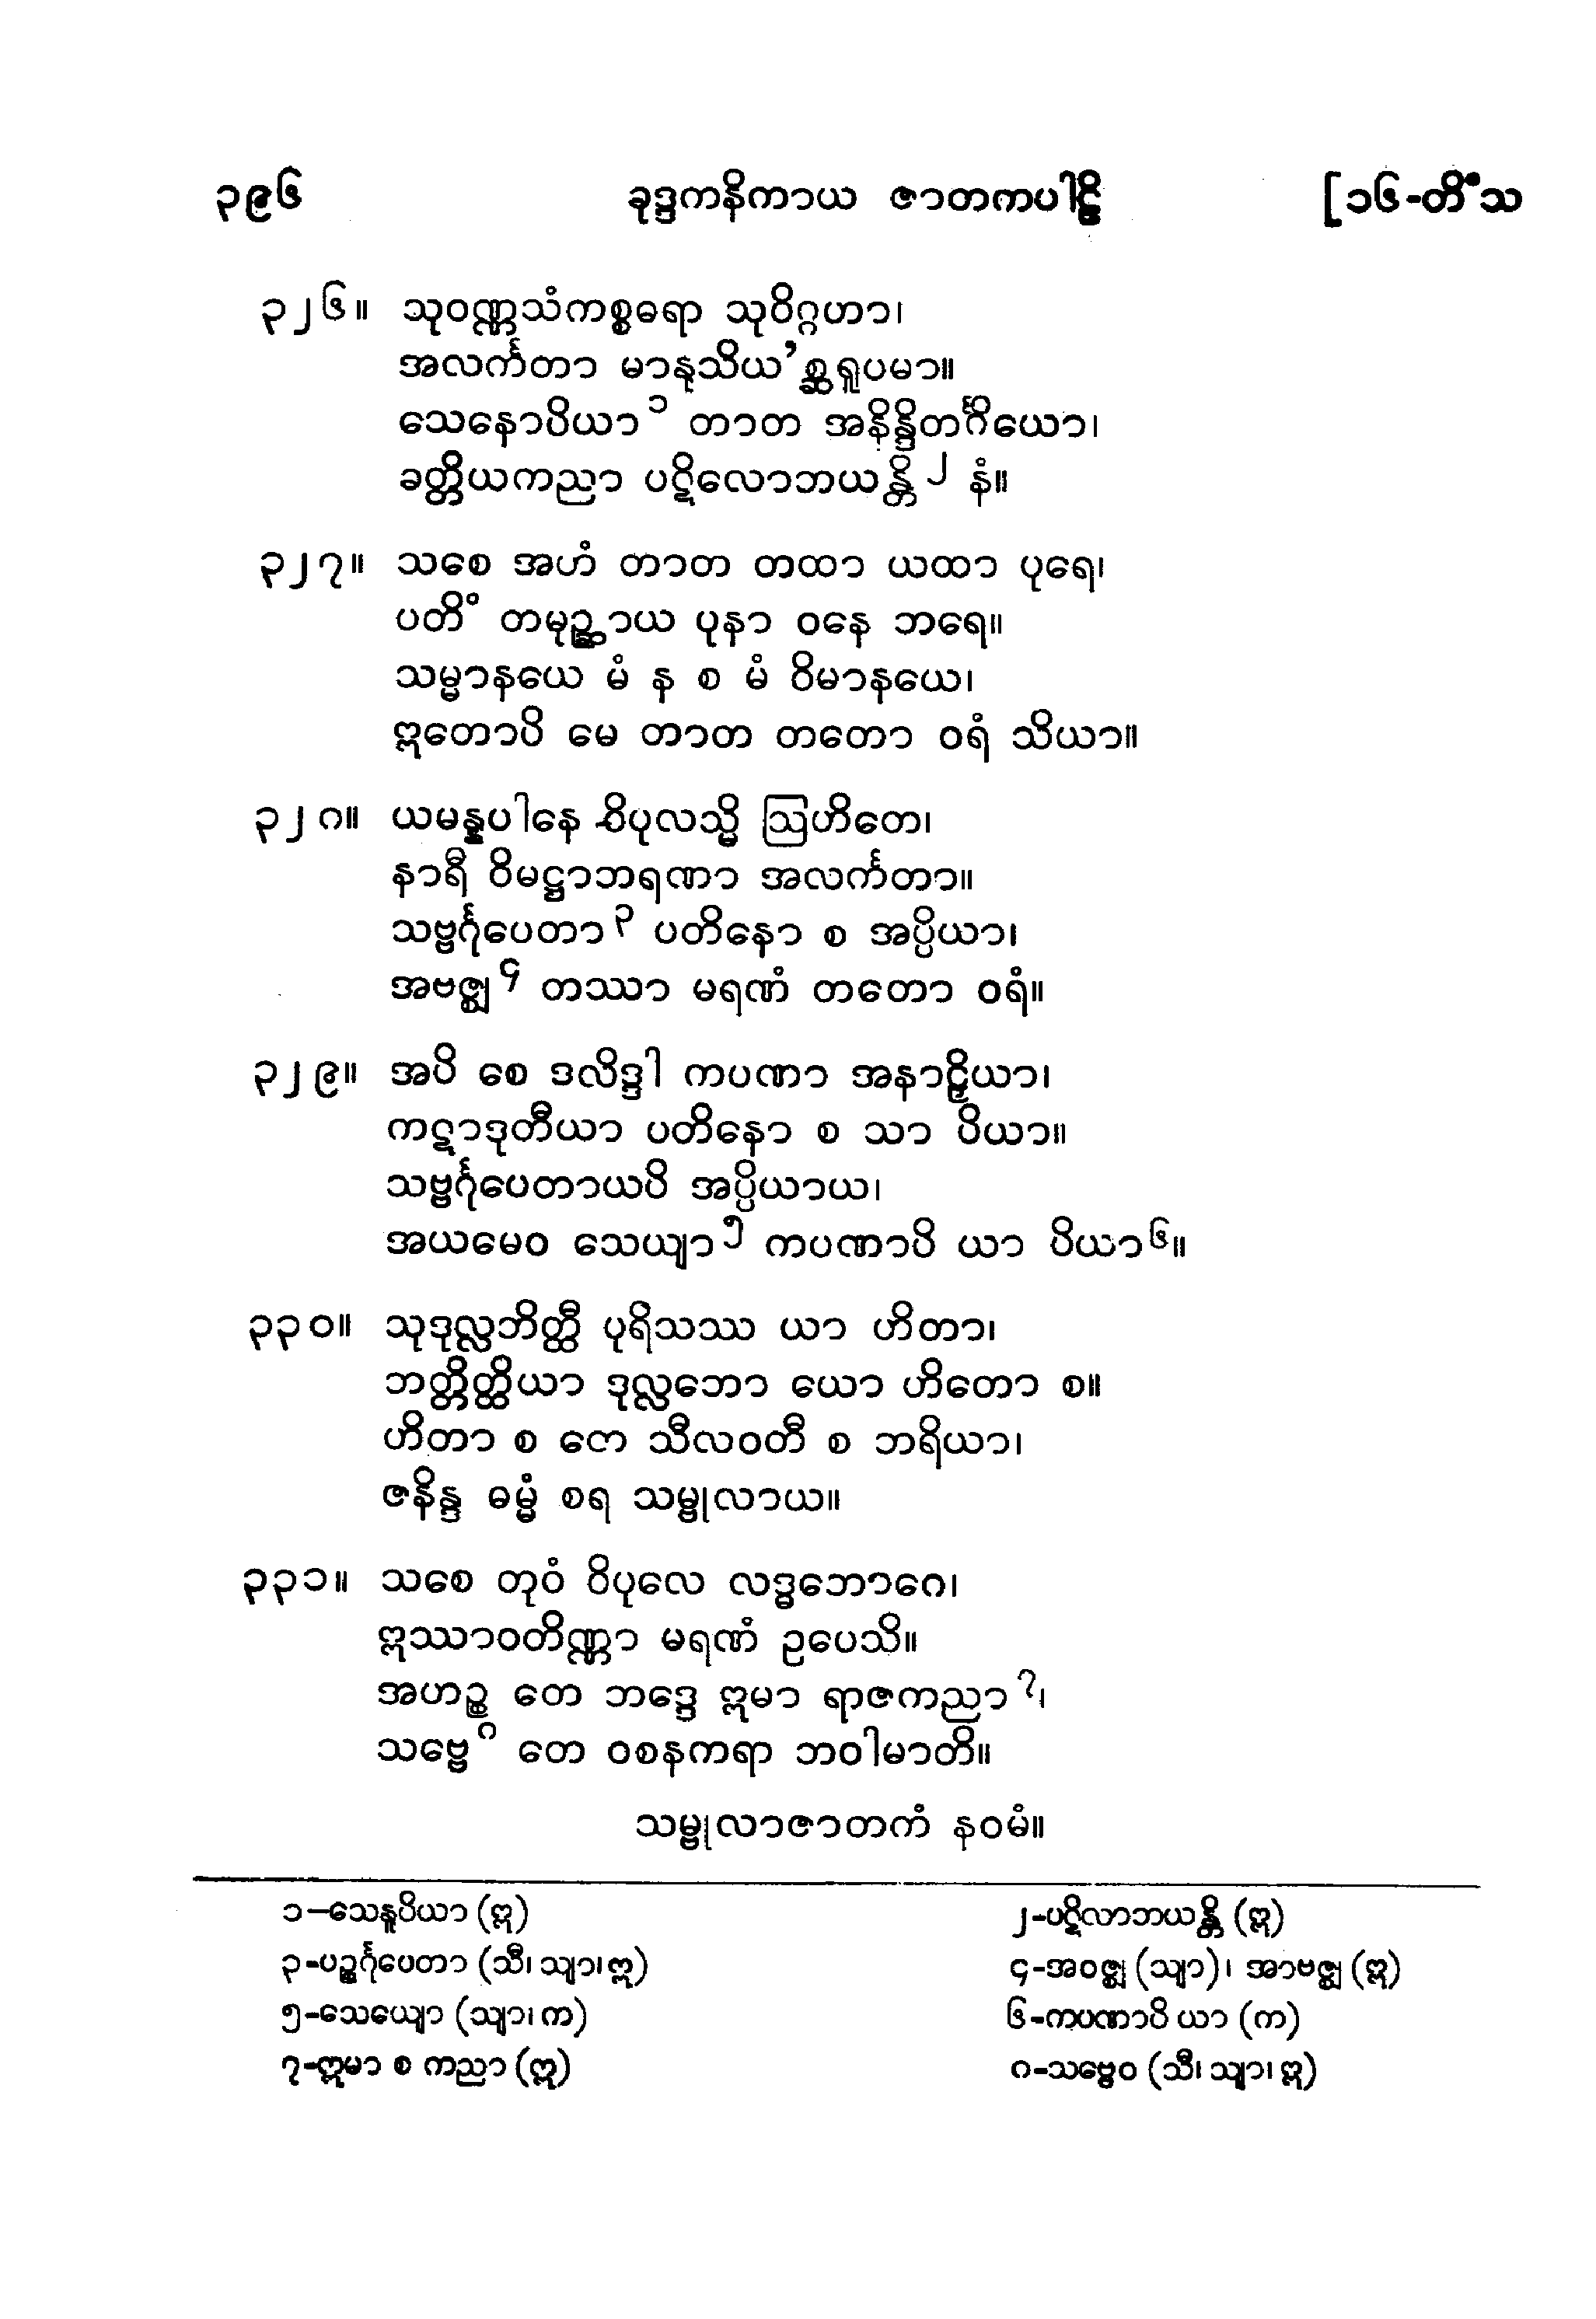 ၃၉၆ ခုဒ္ဒကနိကာယ ဇာတကပါဠိ [၁၆-တိံသ
၃၂၆။ သုဝဏ္ဏသံကစ္စဓရာ သုဝိဂ္ဂဟာ၊
အလင်္ကတာ မာနုသိယ’စ္ဆရူပမာ။
သေနောပိယာ၁ တာတ အနိန္ဒိတင်္ဂိယော၊
ခတ္တိယကညာ ပဋိလောဘယန္တိ၂ နံ။
၃၂၇။ သစေ အဟံ တာတ တထာ ယထာ ပုရေ၊
ပတိံ တမုဉ္ဆာယ ပုနာ ဝနေ ဘရေ။
သမ္မာနယေ မံ န စ မံ ဝိမာနယေ၊
ဣတောပိ မေ တာတ တတော ဝရံ သိယာ။
၃၂၈။ ယမန္နပါနေ ဝိပုလသ္မိ ဩဟိတေ၊
နာရီ ဝိမဋ္ဌာဘရဏာ အလင်္ကတာ။
သဗ္ဗင်္ဂုပေတာ၃ ပတိနော စ အပ္ပိယာ၊
အဗဇ္ဈ၄ တဿာ မရဏံ တတော ဝရံ။
၃၂၉။ အပိ စေ ဒလိဒ္ဒါ ကပဏာ အနာဠှိယာ၊
ကဋာဒုတီယာ ပတိနော စ သာ ပိယာ။
သဗ္ဗင်္ဂုပေတာယပိ အပ္ပိယာယ၊
အယမေဝ သေယျာ၅ ကပဏာပိ ယာ ပိယာ၆။
၃၃၀။ သုဒုလ္လဘိတ္ထီ ပုရိသဿ ယာ ဟိတာ၊
ဘတ္တိတ္ထိယာ ဒုလ္လဘော ယော ဟိတော စ။
ဟိတာ စ တေ သီလဝတီ စ ဘရိယာ၊
ဇနိန္ဒ ဓမ္မံ စရ သမ္ဗုလာယ။
၃၃၁။ သစေ တုဝံ ဝိပုလေ လဒ္ဓဘောဂေ၊
ဣဿာဝတိဏ္ဏာ မရဏံ ဥပေသိ။
အဟဉ္စ တေ ဘဒ္ဒေ ဣမာ ရာဇကညာ၇၊
သဗ္ဗေ၈ တေ ဝစနကရာ ဘဝါမာတိ။
သမ္ဗုလာဇာတကံ နဝမံ။
၁-သေနူပိယာ (ဣ) ၂-ပဋိလာဘယန္တိ (ဣ)
၃-ပဉ္စင်္ဂုပေတာ (သီ၊ သျာ၊ ဣ) ၄-အဝဇ္ဈ (သျာ)၊ အာဗဇ္ဈ (ဣ)
၅-သေယျော (သျာ၊ က) ၆-ကပဏာပိ ယာ (က)
၇-ဣမာ စ ကညာ (ဣ) ၈-သဗ္ဗေဝ (သီ၊ သျာ၊ ဣ)